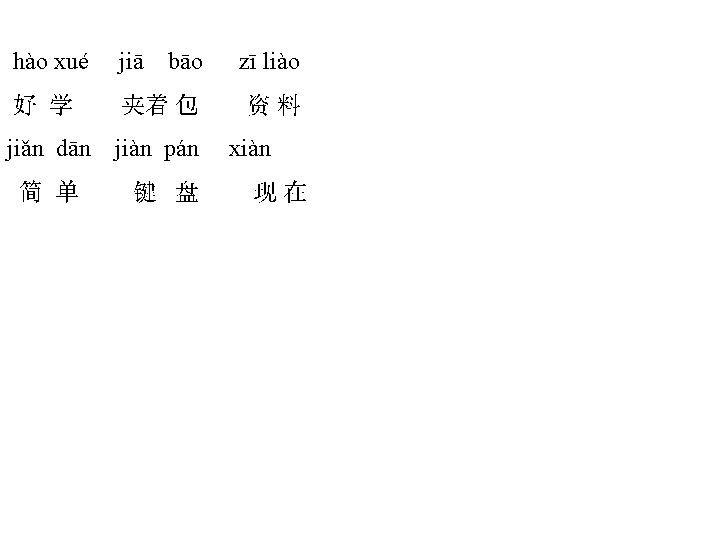 hào xué jiā bāo zī liào
好 学 夹着 包 资 料
jiǎn dān jiàn pán xiàn
简 单 键 盘 现 在